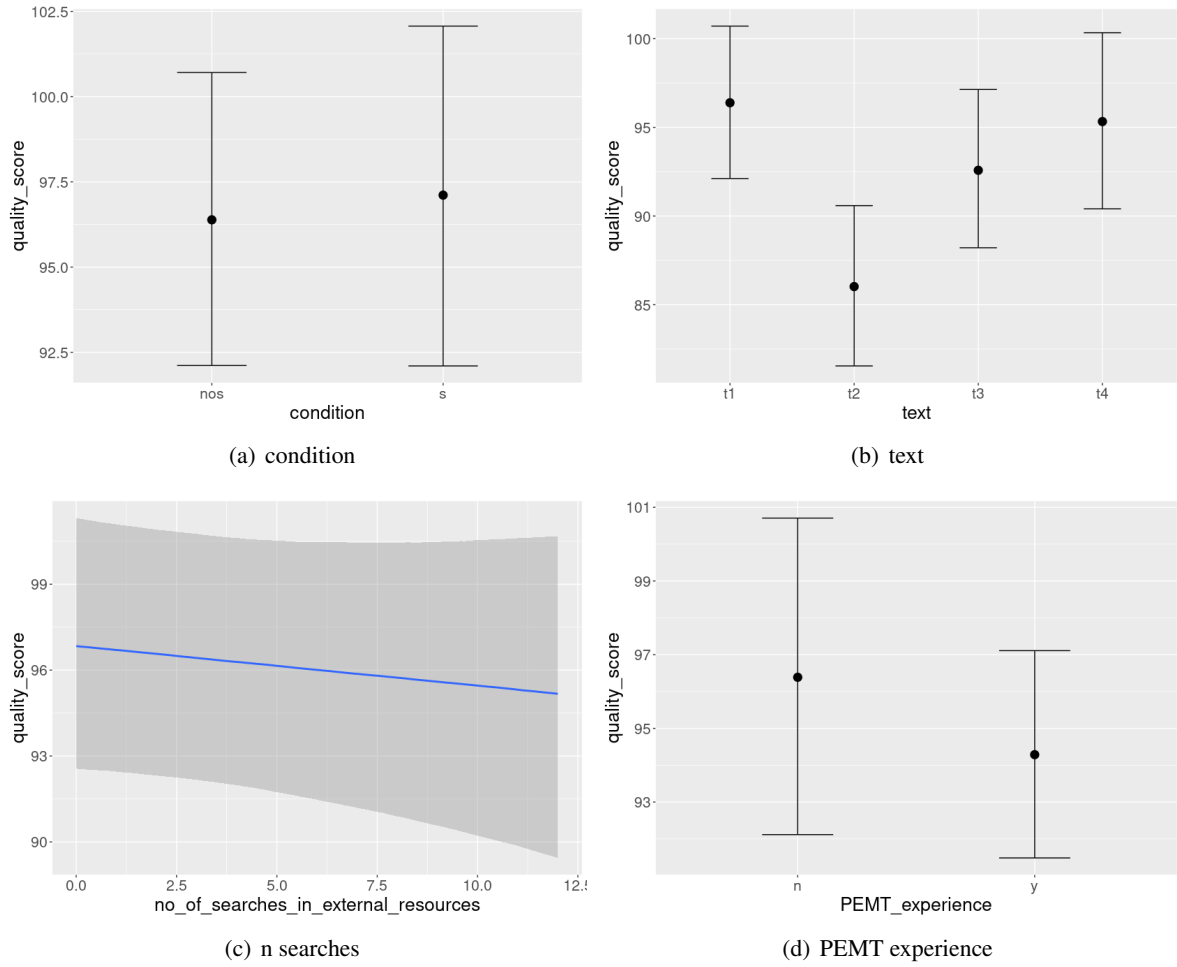 102.5
100.0
97.5
95.0
92.5
quality_score
nos
s
condition
(a) condition
100
95
90
85
quality_score
t1
t2
t3
t4
text
(b) text
99
96
93
90
quality_score
0.0
2.5
5.0
7.5
10.0
12.5
no_of_searches_in_external_resources
(c) n searches
101
99
97
95
93
quality_score
n
y
PEMT_experience
(d) PEMT experience